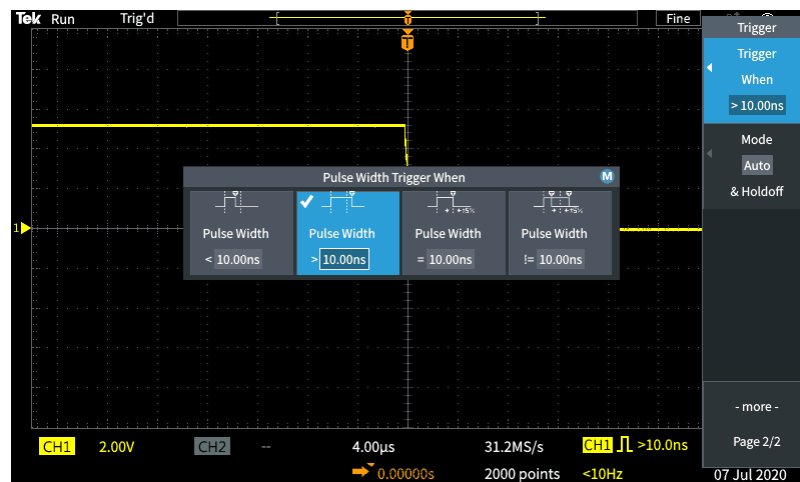 Tek Run Trig'd T Fine Trigger
T
Trigger
When
> 10.00ns
Mode
Auto
& Holdoff
Pulse Width Trigger When M
Pulse Width Pulse Width Pulse Width Pulse Width
< 10.00ns > 10.00ns = 10.00ns != 10.00ns
1
- more -
Page 2/2
CH1 2.00V CH2 -- 4.00µs 31.2MS/s CH1 >10.0ns
0.00000s 2000 points <10Hz 07 Jul 2020